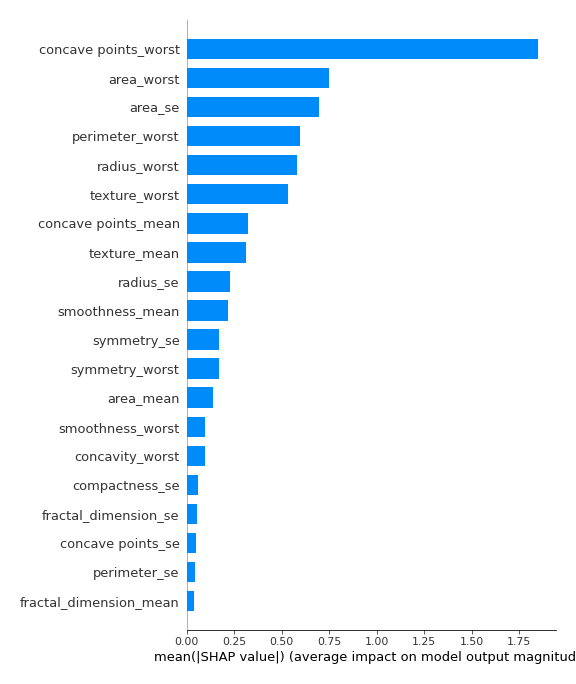 concave points_worst
area_worst
area_se
perimeter_worst
radius_worst
texture_worst
concave points_mean
texture_mean
radius_se
smoothness_mean
symmetry_se
symmetry_worst
area_mean
smoothness_worst
concavity_worst
compactness_se
fractal_dimension_se
concave points_se
perimeter_se
fractal_dimension_mean
0.00 0.25 0.50 0.75 1.00 1.25 1.50 1.75
mean(|SHAP value|) (average impact on model output magnitud